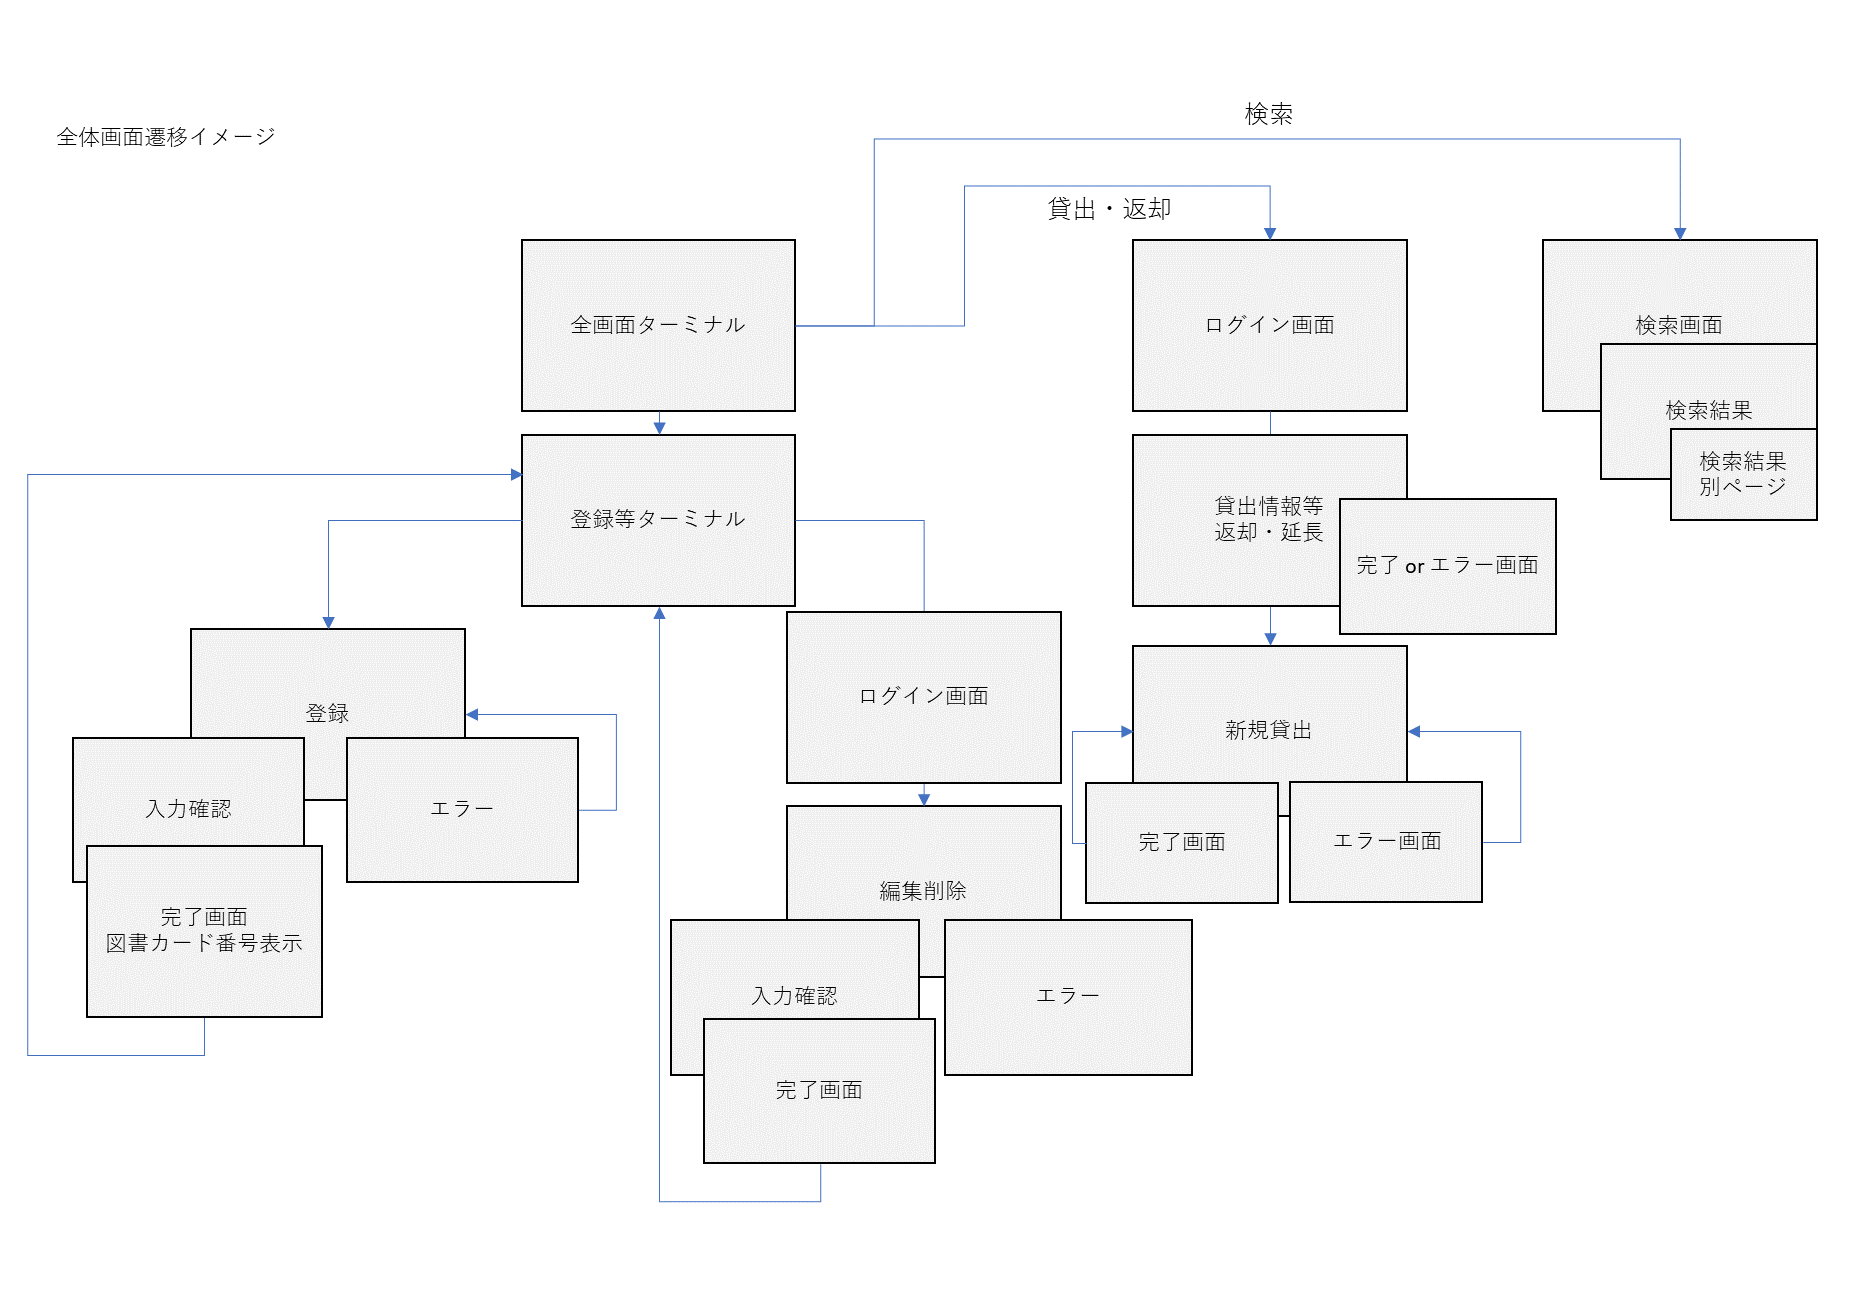 検索
全体画面遷移イメージ
貸出・返却
全画面ターミナル
ログイン画面
検索画面
検索結果
検索結果
別ページ
登録等ターミナル
貸出情報等
返却・延長
完了 or エラー画面
登録
ログイン画面
新規貸出
入力確認
エラー
完了画面
エラー画面
編集削除
完了画面
図書カード番号表示
入力確認
エラー
完了画面